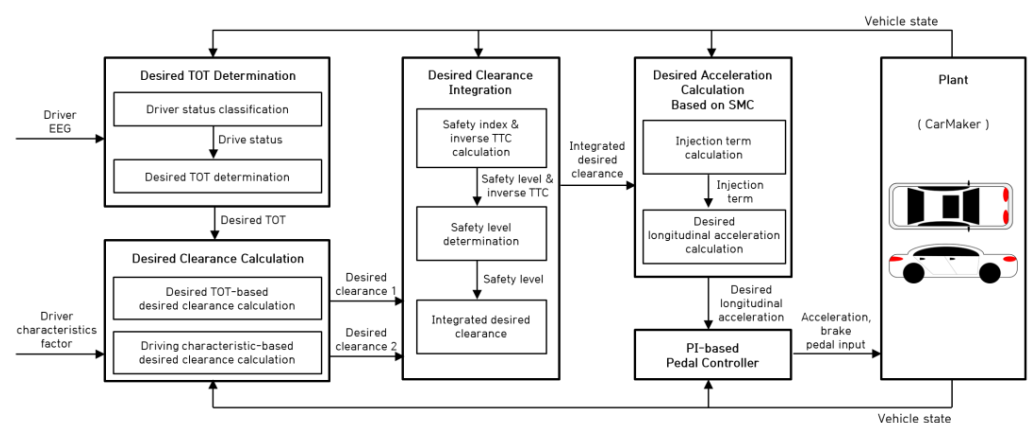 Vehicle state
Desired TOT Determination
Driver status classification
Drive status
Desired TOT determination
Driver
EEG
Desired TOT
Desired Clearance Calculation
Desired TOT-based
desired clearance calculation
Driving characteristic-based
desired clearance calculation
Driver
characteristics
factor
Desired
clearance 1
Desired
clearance 2
Desired Clearance
Integration
Safety index &
inverse TTC
calculation
Safety level &
inverse TTC
Safety level
determination
Safety level
Integrated desired
clearance
Integrated
desired
clearance
Desired Acceleration
Calculation
Based on SMC
Injection term
calculation
Injection
term
Desired
longitudinal acceleration
calculation
Desired
longitudinal
acceleration
PI-based
Pedal Controller
Acceleration,
brake
pedal input
Plant
( CarMaker )
Vehicle state